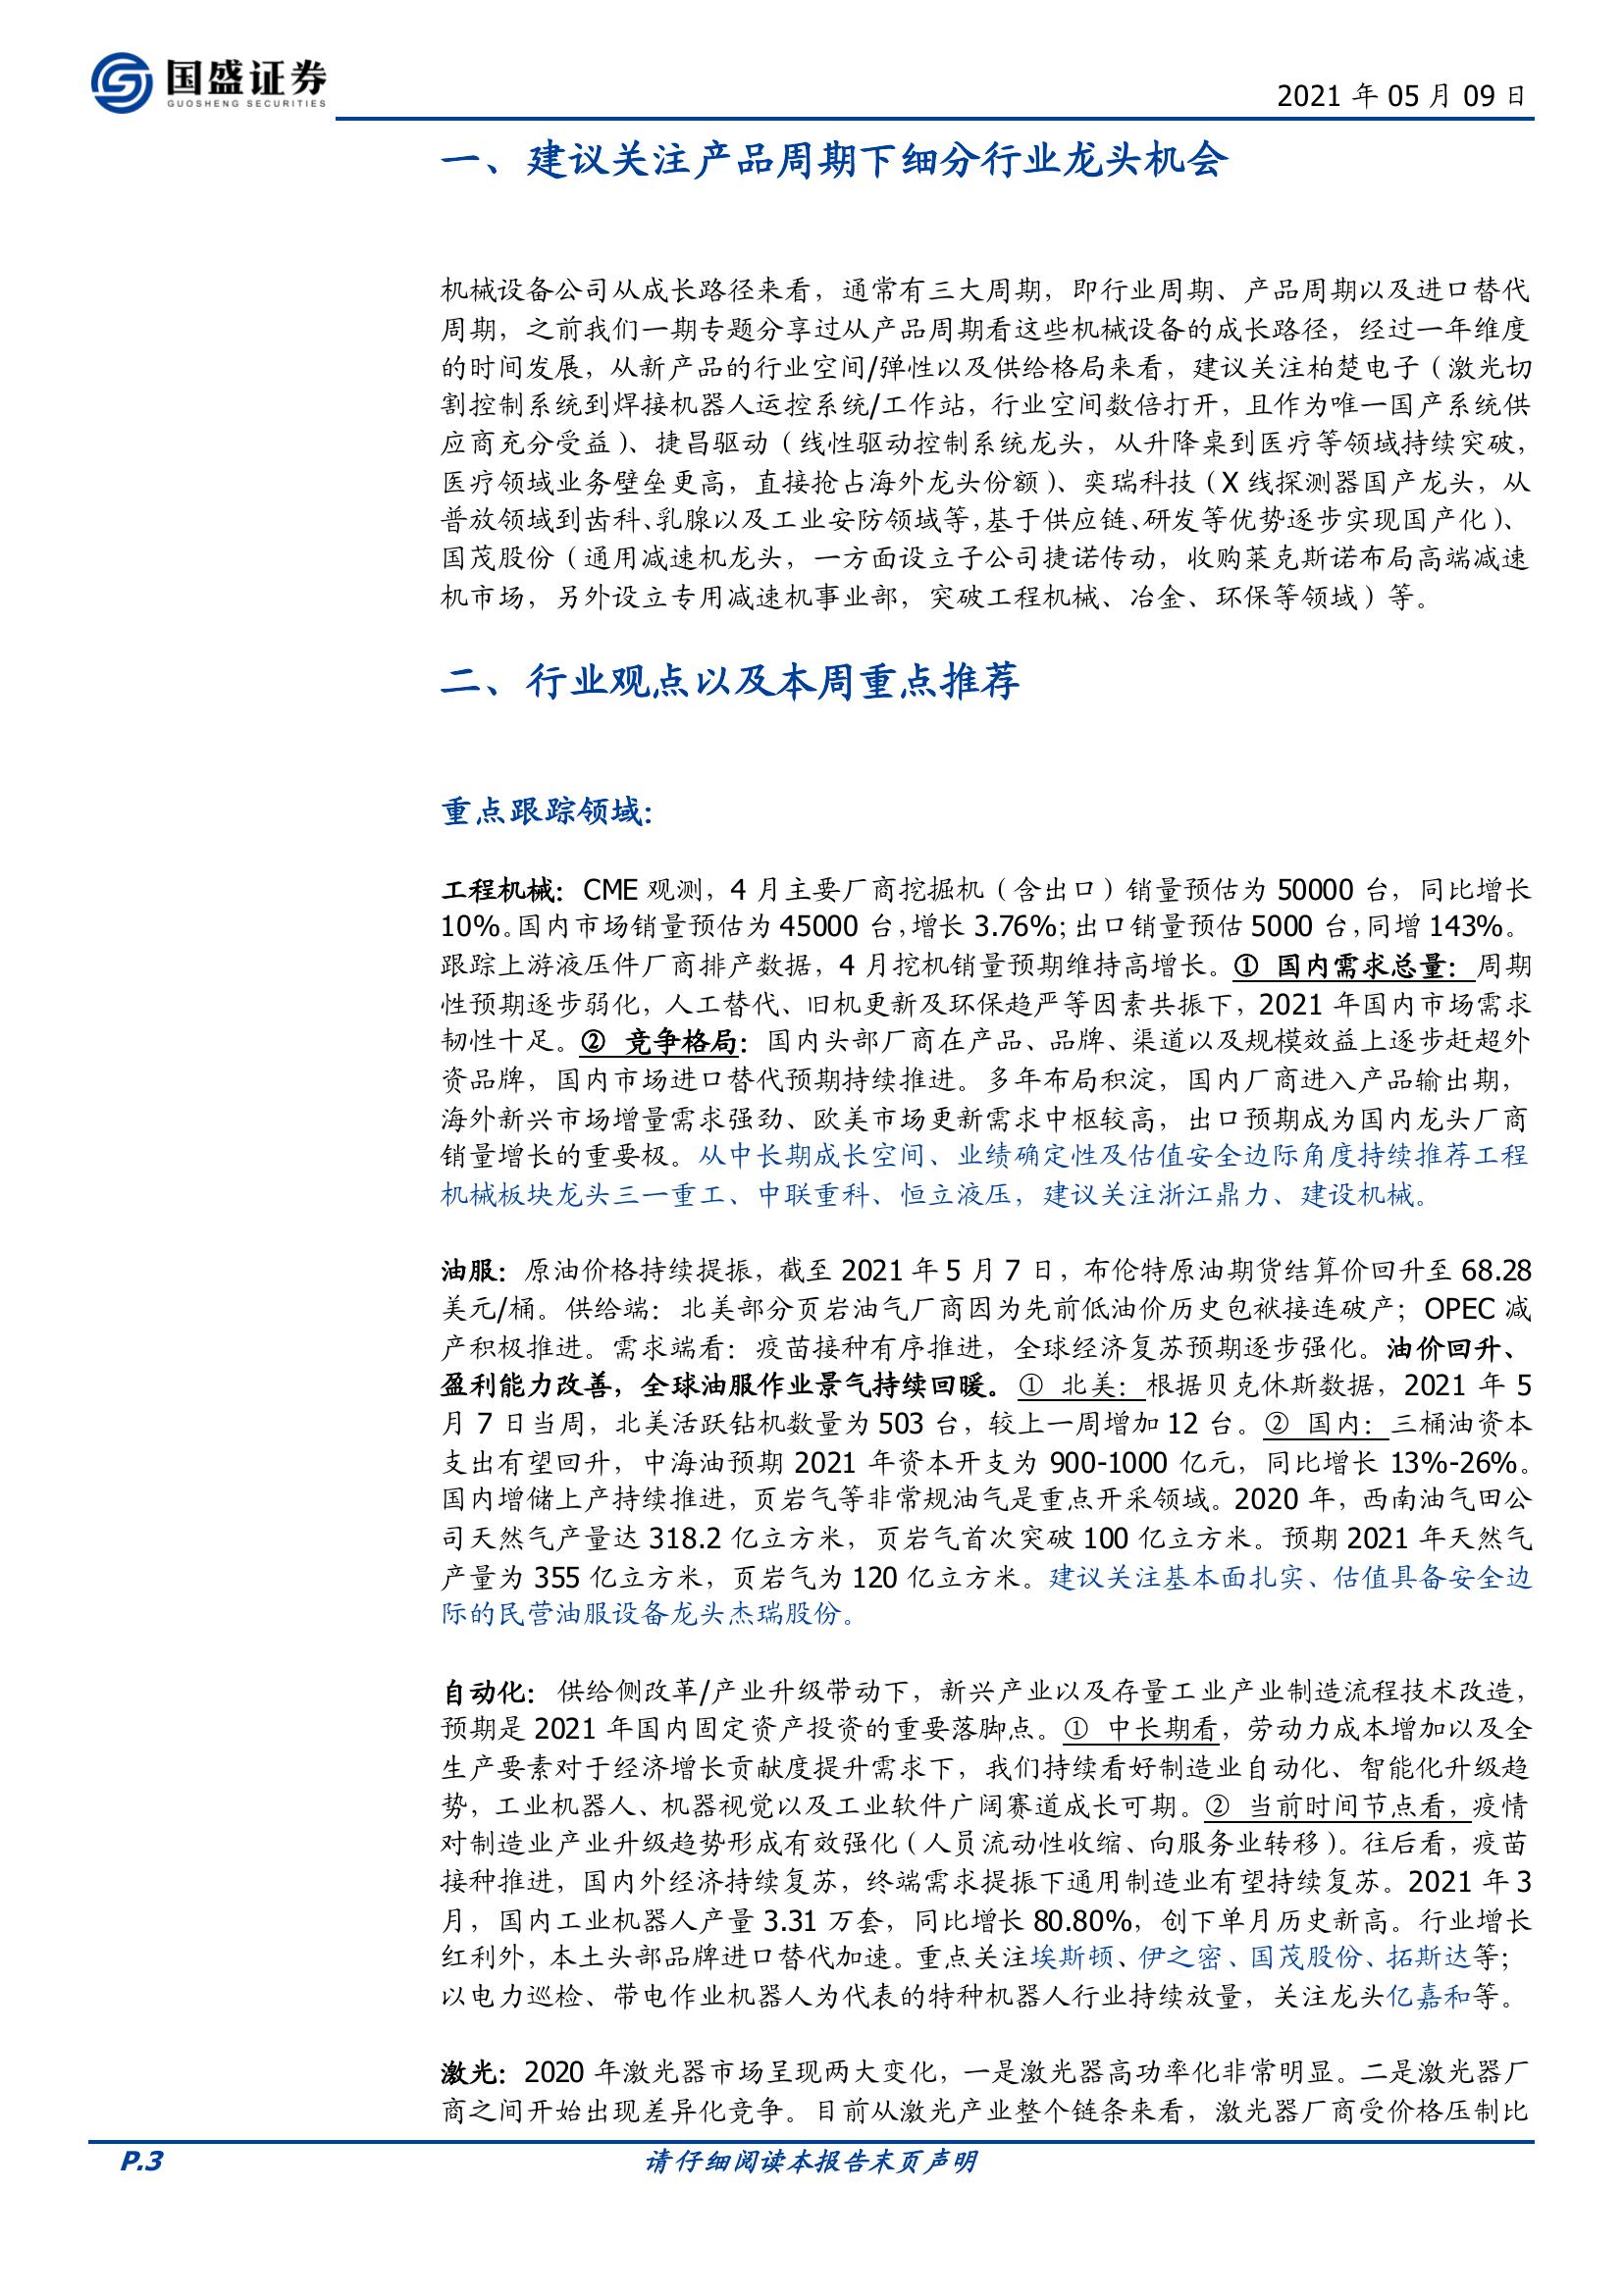 国盛证券
GUOSHENG SECURITIES
2021 年 05 月 09 日
一、建议关注产品周期下细分行业龙头机会
机械设备公司从成长路径来看，通常有三大周期，即行业周期、产品周期以及进口替代
周期，之前我们一期专题分享过从产品周期看这些机械设备的成长路径，经过一年维度
的时间发展，从新产品的行业空间/弹性以及供给格局来看，建议关注柏楚电子（激光切
割控制系统到焊接机器人运控系统/工作站，行业空间数倍打开，且作为唯一国产系统供
应商充分受益）、捷昌驱动（线性驱动控制系统龙头，从升降桌到医疗等领域持续突破，
医疗领域业务壁垒更高，直接抢占海外龙头份额）、奕瑞科技（X 线探测器国产龙头，从
普放领域到齿科、乳腺以及工业安防领域等，基于供应链、研发等优势逐步实现国产化）、
国茂股份（通用减速机龙头，一方面设立子公司捷诺传动，收购莱克斯诺布局高端减速
机市场，另外设立专用减速机事业部，突破工程机械、冶金、环保等领域）等。
二、行业观点以及本周重点推荐
重点跟踪领域：
工程机械：CME 观测，4 月主要厂商挖掘机（含出口）销量预估为 50000 台，同比增长
10%。国内市场销量预估为 45000 台，增长 3.76%；出口销量预估 5000 台，同增 143%。
跟踪上游液压件厂商排产数据，4 月挖机销量预期维持高增长。① 国内需求总量：周期
性预期逐步弱化，人工替代、旧机更新及环保趋严等因素共振下，2021 年国内市场需求
韧性十足。② 竞争格局：国内头部厂商在产品、品牌、渠道以及规模效益上逐步赶超外
资品牌，国内市场进口替代预期持续推进。多年布局积淀，国内厂商进入产品输出期，
海外新兴市场增量需求强劲、欧美市场更新需求中枢较高，出口预期成为国内龙头厂商
销量增长的重要极。从中长期成长空间、业绩确定性及估值安全边际角度持续推荐工程
机械板块龙头三一重工、中联重科、恒立液压，建议关注浙江鼎力、建设机械。
油服：原油价格持续提振，截至 2021 年 5 月 7 日，布伦特原油期货结算价回升至 68.28
美元/桶。供给端：北美部分页岩油气厂商因为先前低油价历史包袱接连破产；OPEC 减
产积极推进。需求端看：疫苗接种有序推进，全球经济复苏预期逐步强化。油价回升、
盈利能力改善，全球油服作业景气持续回暖。① 北美：根据贝克休斯数据，2021 年 5
月 7 日当周，北美活跃钻机数量为 503 台，较上一周增加 12 台。② 国内：三桶油资本
支出有望回升，中海油预期 2021 年资本开支为 900-1000 亿元，同比增长 13%-26%。
国内增储上产持续推进，页岩气等非常规油气是重点开采领域。2020 年，西南油气田公
司天然气产量达 318.2 亿立方米，页岩气首次突破 100 亿立方米。预期 2021 年天然气
产量为 355 亿立方米，页岩气为 120 亿立方米。建议关注基本面扎实、估值具备安全边
际的民营油服设备龙头杰瑞股份。
自动化：供给侧改革/产业升级带动下，新兴产业以及存量工业产业制造流程技术改造，
预期是 2021 年国内固定资产投资的重要落脚点。① 中长期看，劳动力成本增加以及全
生产要素对于经济增长贡献度提升需求下，我们持续看好制造业自动化、智能化升级趋
势，工业机器人、机器视觉以及工业软件广阔赛道成长可期。② 当前时间节点看，疫情
对制造业产业升级趋势形成有效强化（人员流动性收缩、向服务业转移）。往后看，疫苗
接种推进，国内外经济持续复苏，终端需求提振下通用制造业有望持续复苏。2021 年 3
月，国内工业机器人产量 3.31 万套，同比增长 80.80%，创下单月历史新高。行业增长
红利外，本土头部品牌进口替代加速。重点关注埃斯顿、伊之密、国茂股份、拓斯达等；
以电力巡检、带电作业机器人为代表的特种机器人行业持续放量，关注龙头亿嘉和等。
激光：2020 年激光器市场呈现两大变化，一是激光器高功率化非常明显。二是激光器厂
商之间开始出现差异化竞争。目前从激光产业整个链条来看，激光器厂商受价格压制比
P.3
请仔细阅读本报告末页声明